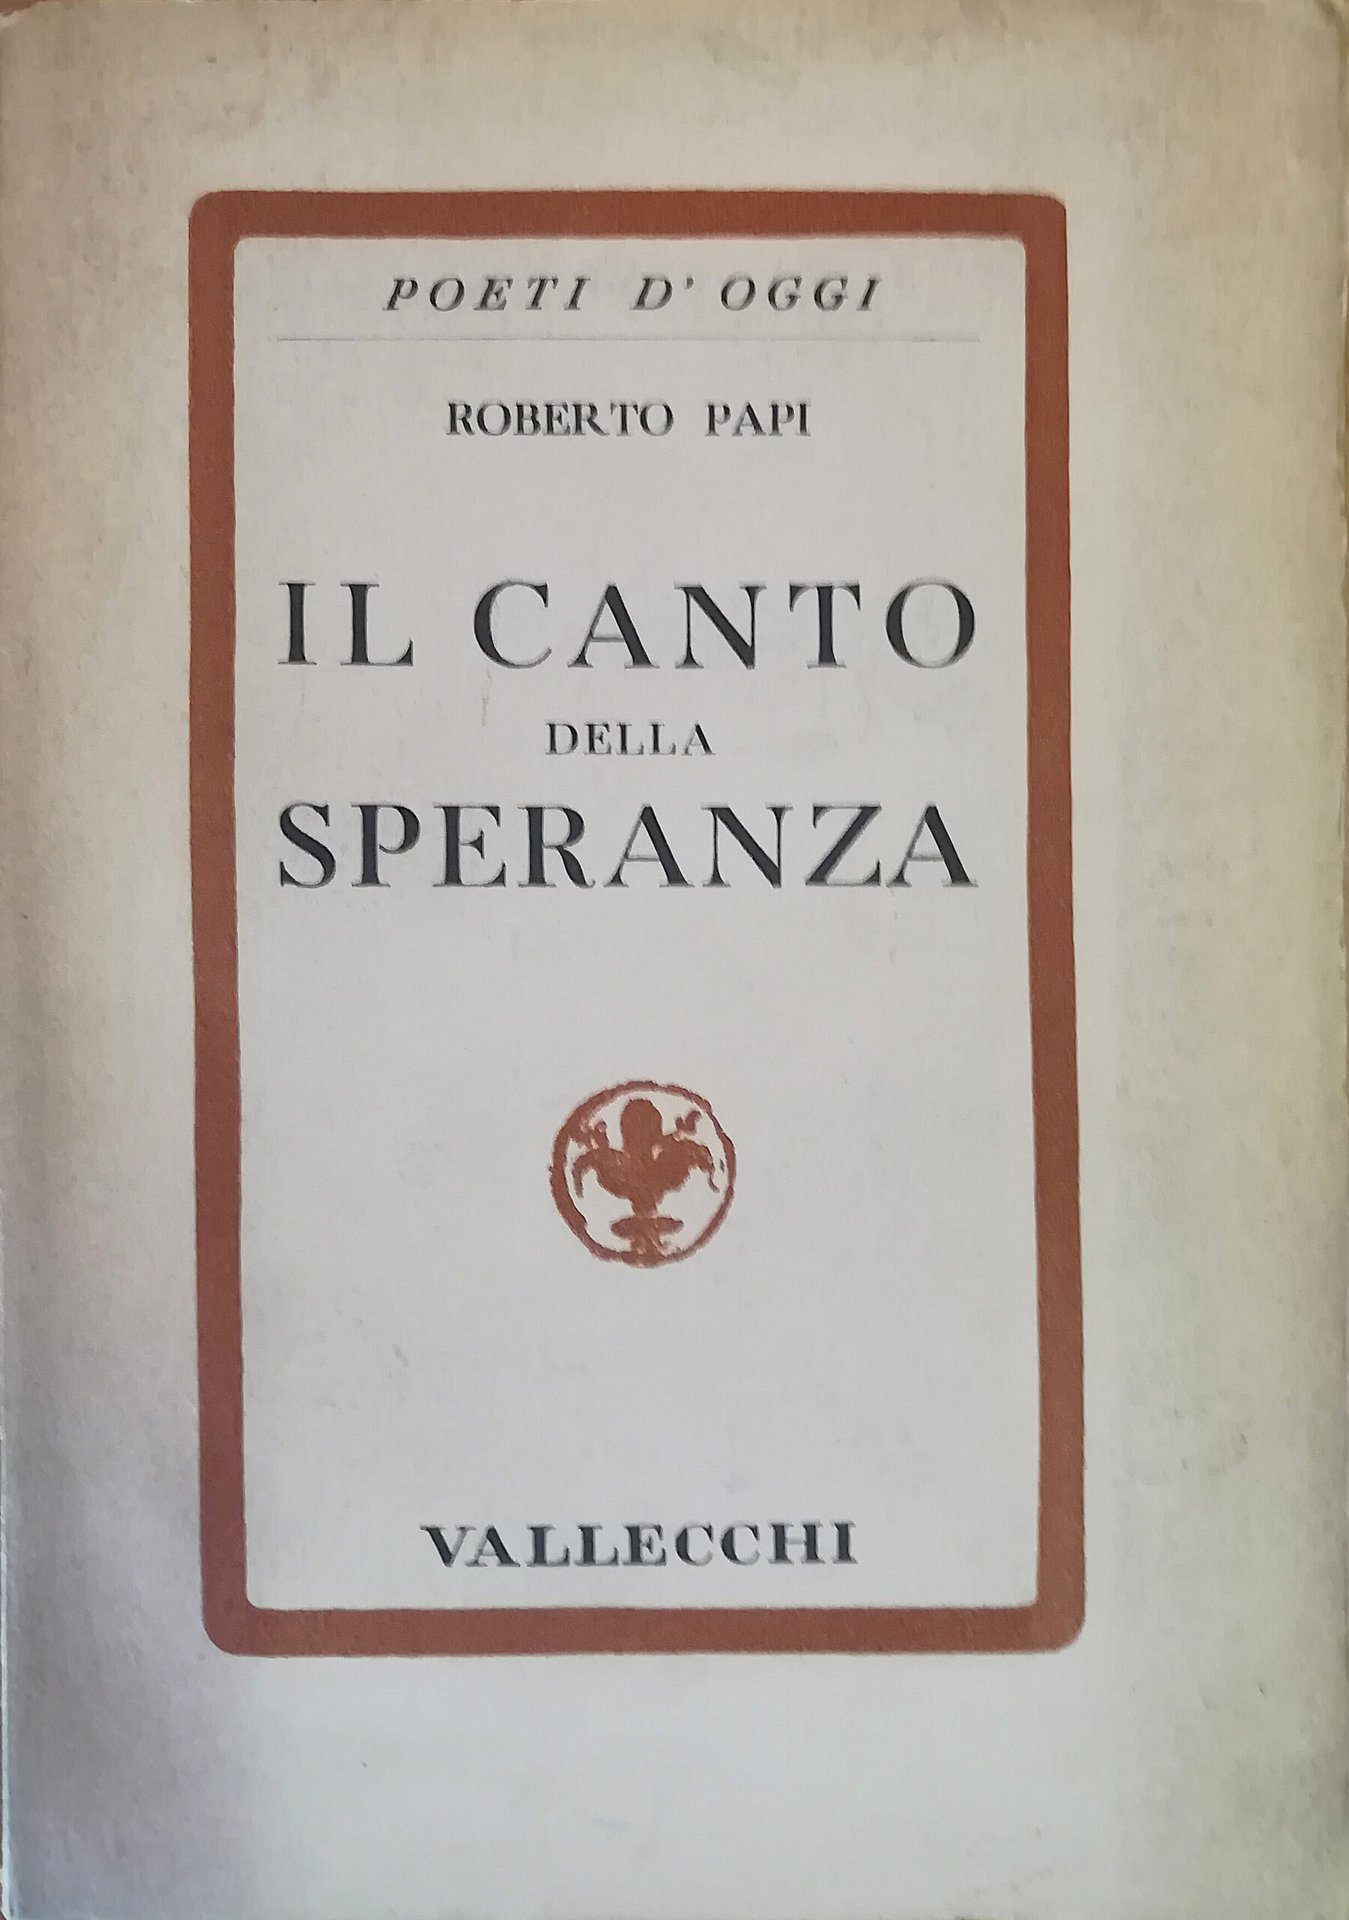 POETI D'OGGI
ROBERTO PAPI
IL CANTO
DELLA
SPERANZA
VALLECCHI